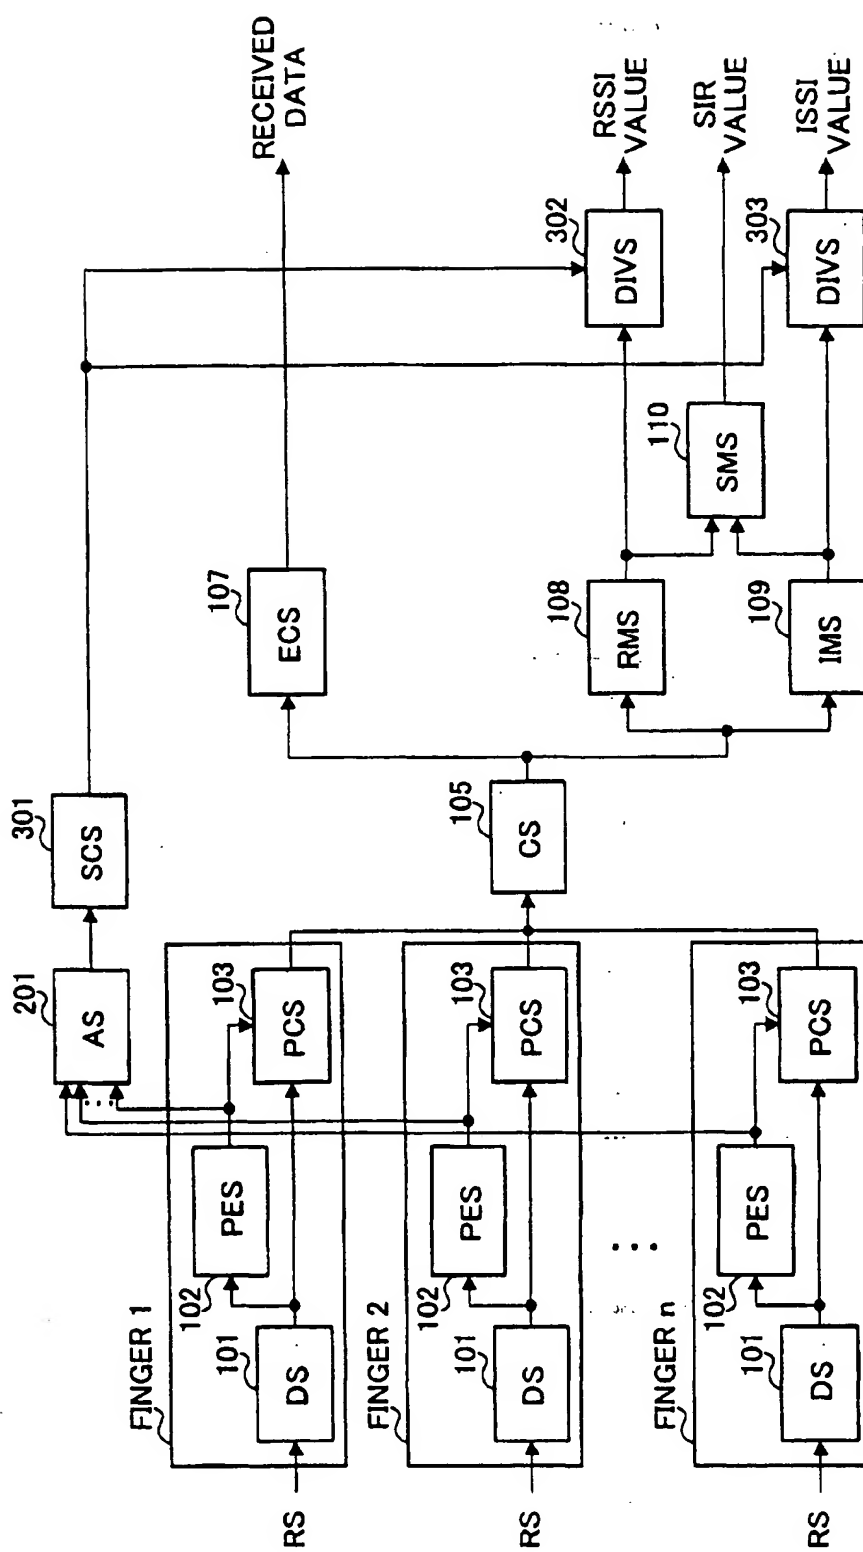 FINGER 1
RS
101
DS
102
PES
103
PCS
FINGER 2
RS
101
DS
102
PES
103
PCS
...
FINGER n
RS
101
DS
102
PES
103
PCS
...
201
AS
301
SCS
105
CS
107
ECS
RECEIVED
DATA
108
RMS
109
IMS
110
SMS
302
DIVS
303
DIVS
RSSI
VALUE
SIR
VALUE
ISSI
VALUE